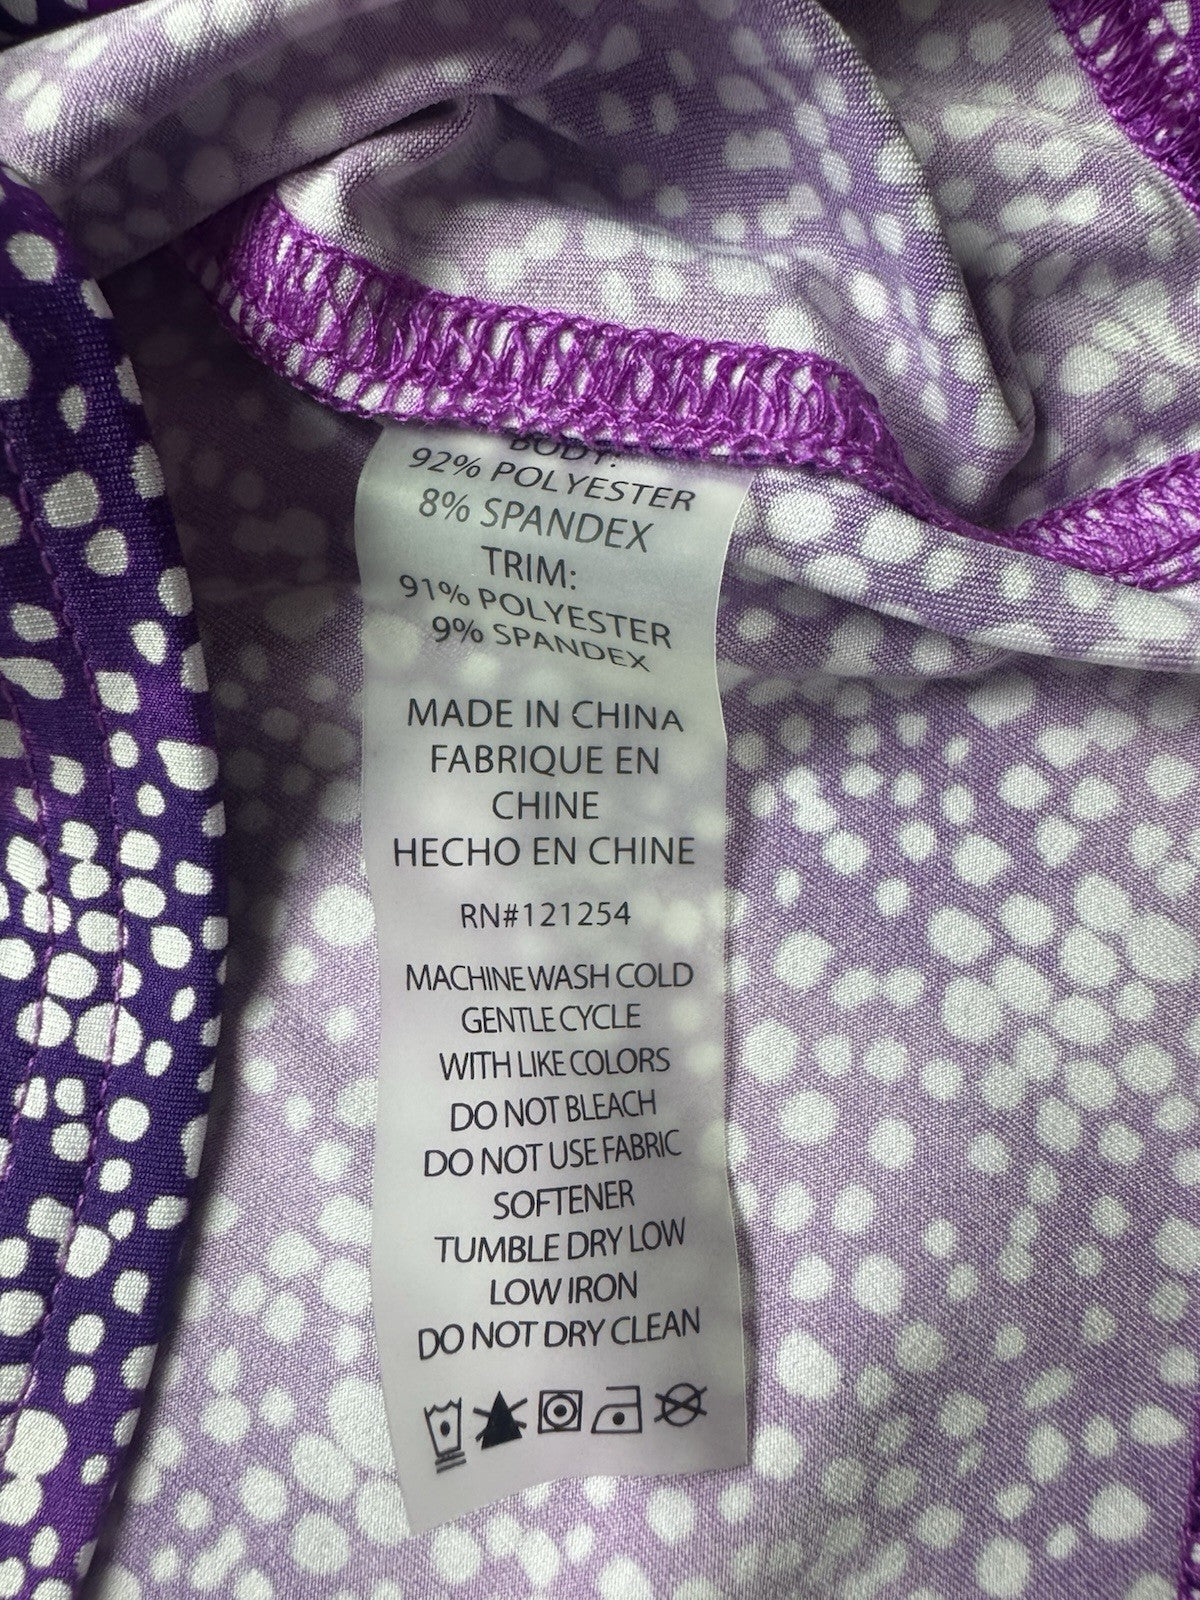 BODY:
92% POLYESTER
8% SPANDEX
TRIM:
91% POLYESTER
9% SPANDEX
MADE IN CHINA
FABRIQUE EN
CHINE
HECHO EN CHINE
RN#121254
MACHINE WASH COLD
GENTLE CYCLE
WITH LIKE COLORS
DO NOT BLEACH
DO NOT USE FABRIC
SOFTENER
TUMBLE DRY LOW
LOW IRON
DO NOT DRY CLEAN